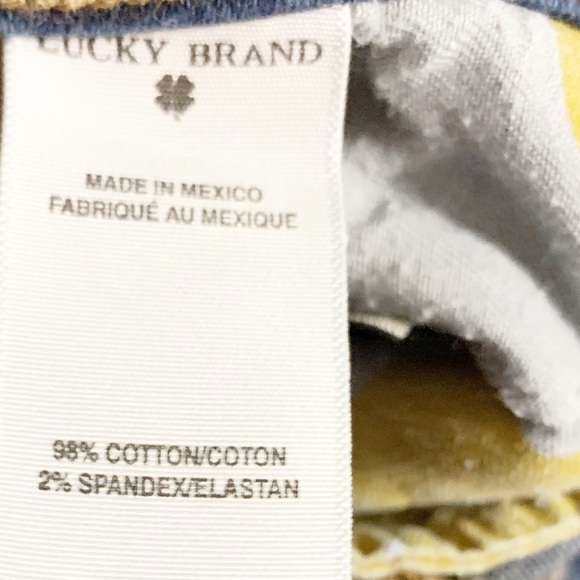 LUCKY BRAND
MADE IN MEXICO
FABRIQUÉ AU MEXIQUE
98% COTTON/COTON
2% SPANDEX/ELASTAN